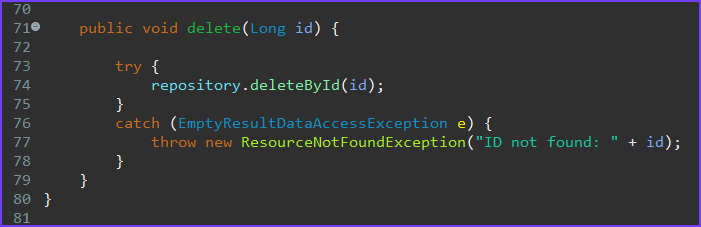 70
71 public void delete(Long id) {
72
73 try {
74 repository.deleteById(id);
75 }
76 catch (EmptyResultDataAccessException e) {
77 throw new ResourceNotFoundException("ID not found: " + id);
78 }
79 }
80 }
81